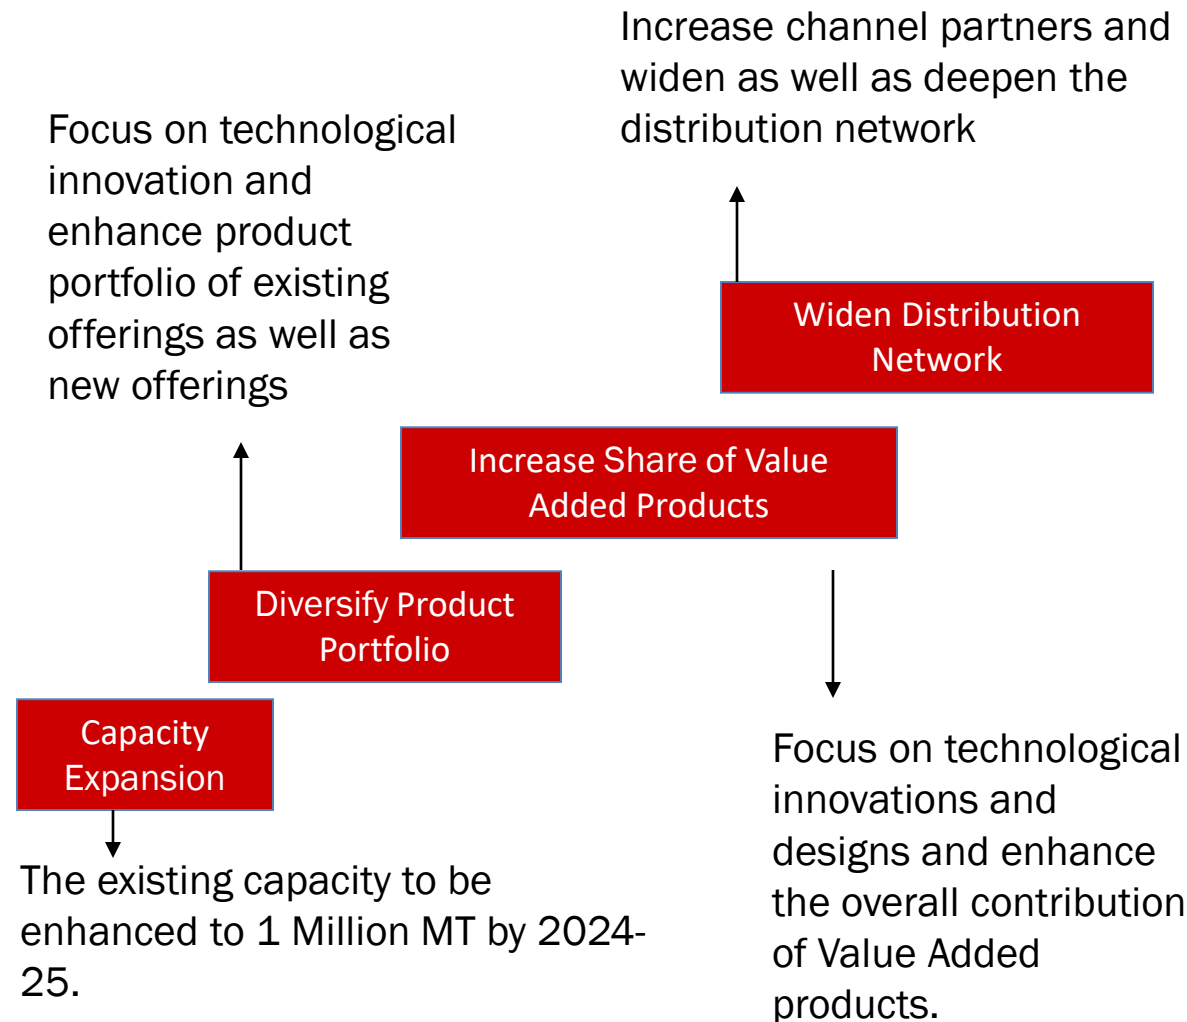 Increase channel partners and
widen as well as deepen the
distribution network
Focus on technological
innovation and
enhance product
portfolio of existing
offerings as well as
new offerings
Widen Distribution
Network
Increase Share of Value
Added Products
Diversify Product
Portfolio
Capacity
Expansion
The existing capacity to be
enhanced to 1 Million MT by 2024-
25.
Focus on technological
innovations and
designs and enhance
the overall contribution
of Value Added
products.